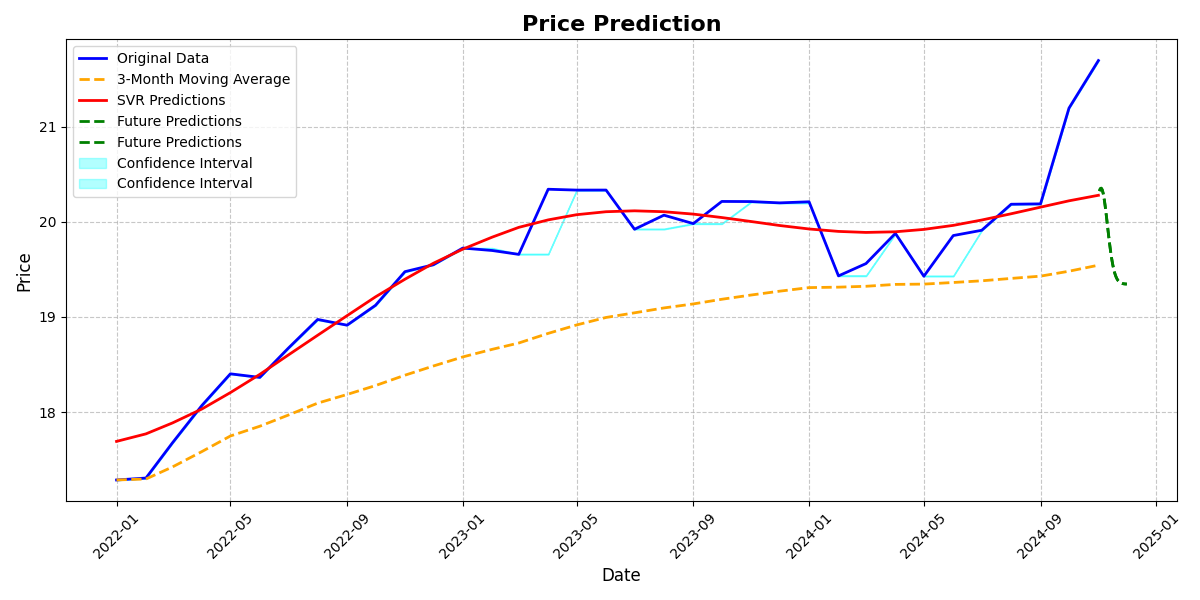 Price Prediction
Original Data
3-Month Moving Average
SVR Predictions
Future Predictions
Future Predictions
Confidence Interval
Confidence Interval
Price
21
20
19
18
2022-01
2022-05
2022-09
2023-01
2023-05
2023-09
2024-01
2024-05
2024-09
2025-01
Date